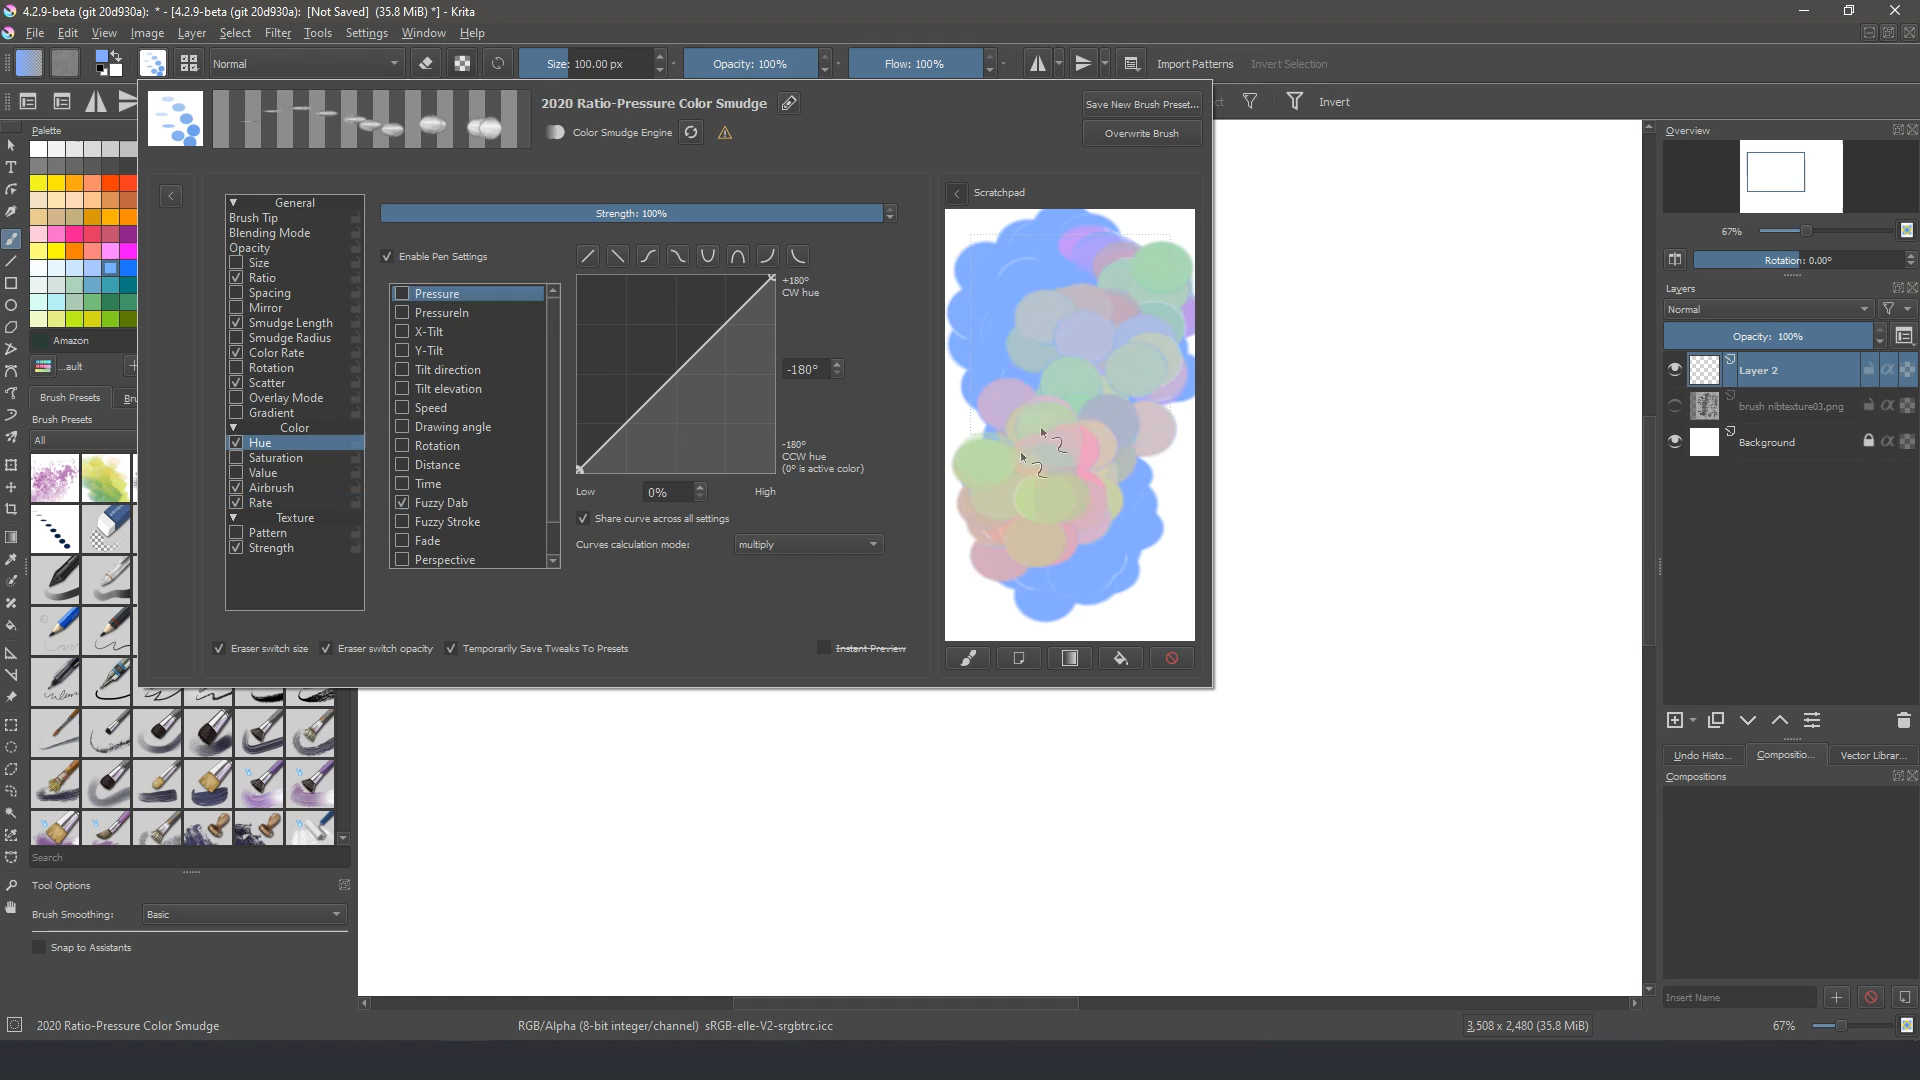 4.2.9-beta (git 20d930a):  * - [4.2.9-beta (git 20d930a):  [Not Saved]  (35.8 MiB) *] - Krita
File Edit View Image Layer Select Filter Tools Settings Window Help
Normal
Size: 100.00 px
Opacity: 100%
Flow: 100%
Import Patterns
Invert Selection
2020 Ratio-Pressure Color Smudge
Color Smudge Engine
Save New Brush Preset...
Overwrite Brush
Invert
Palette
Amazon
...ault
Brush Presets
Brush Presets
All
General
Brush Tip
Blending Mode
Opacity
Size
Ratio
Spacing
Mirror
Smudge Length
Smudge Radius
Color Rate
Rotation
Scatter
Overlay Mode
Gradient
Color
Hue
Saturation
Value
Airbrush
Rate
Texture
Pattern
Strength
Strength: 100%
Enable Pen Settings
Pressure
PressureIn
X-Tilt
Y-Tilt
Tilt direction
Tilt elevation
Speed
Drawing angle
Rotation
Distance
Time
Fuzzy Dab
Fuzzy Stroke
Fade
Perspective
+180°
CW hue
-180°
-180°
CCW hue
(0° is active color)
Low
0%
High
Share curve across all settings
Curves calculation mode:
multiply
Eraser switch size
Eraser switch opacity
Temporarily Save Tweaks To Presets
Instant Preview
Scratchpad
Overview
67%
Rotation: 0.00°
Layers
Normal
Opacity: 100%
Layer 2
brush nibtexture03.png
Background
Undo Histo...
Compositio...
Vector Librar...
Compositions
Insert Name
Search
Tool Options
Brush Smoothing:
Basic
Snap to Assistants
2020 Ratio-Pressure Color Smudge
RGB/Alpha (8-bit integer/channel)  sRGB-elle-V2-srgbtrc.icc
3,508 x 2,480 (35.8 MiB)
67%